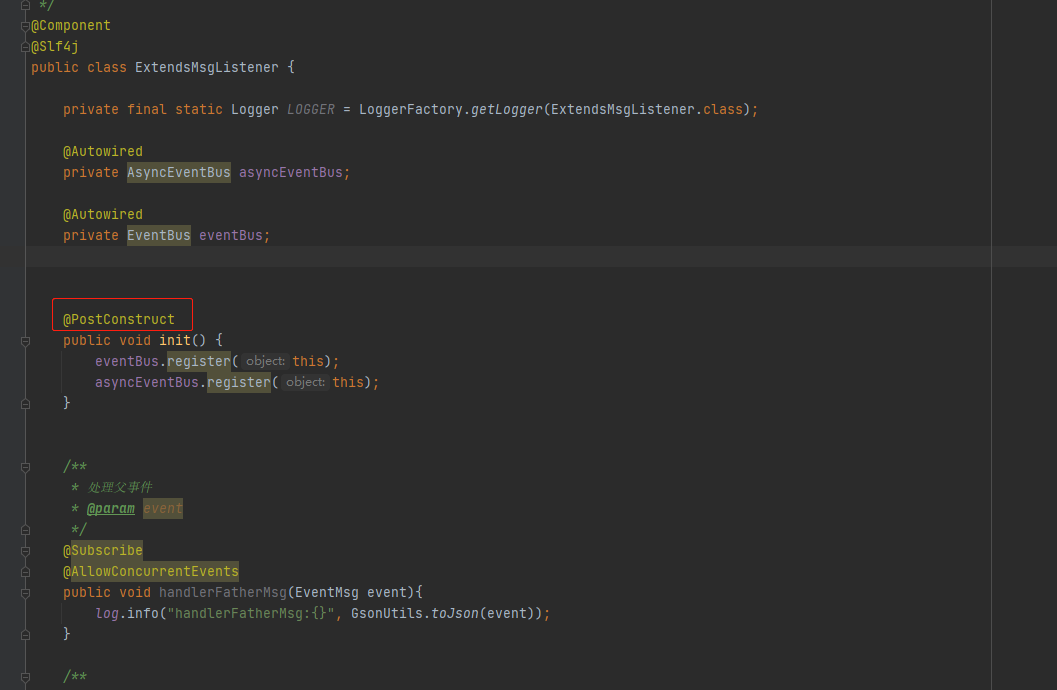 */
@Component
@Slf4j
public class ExtendsMsgListener {
private final static Logger LOGGER = LoggerFactory.getLogger(ExtendsMsgListener.class);
@Autowired
private AsyncEventBus asyncEventBus;
@Autowired
private EventBus eventBus;
@PostConstruct
public void init() {
eventBus.register( object: this);
asyncEventBus.register( object: this);
}
/**
* 处理父事件
* @param event
*/
@Subscribe
@AllowConcurrentEvents
public void handlerFatherMsg(EventMsg event){
log.info("handlerFatherMsg:{}", GsonUtils.toJson(event));
}
/**